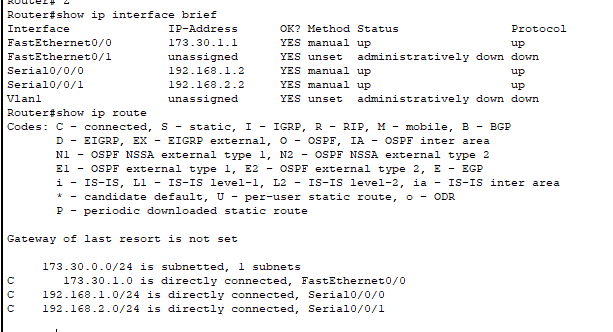 Router#show ip interface brief
Interface              IP-Address      OK? Method Status                Protocol
FastEthernet0/0        173.30.1.1      YES manual up                    up
FastEthernet0/1        unassigned      YES unset  administratively down down
Serial0/0/0            192.168.1.2     YES manual up                    up
Serial0/0/1            192.168.2.2     YES manual up                    up
Vlan1                  unassigned      YES unset  administratively down down
Router#show ip route
Codes: C - connected, S - static, I - IGRP, R - RIP, M - mobile, B - BGP
       D - EIGRP, EX - EIGRP external, O - OSPF, IA - OSPF inter area
       N1 - OSPF NSSA external type 1, N2 - OSPF NSSA external type 2
       E1 - OSPF external type 1, E2 - OSPF external type 2, E - EGP
       i - IS-IS, L1 - IS-IS level-1, L2 - IS-IS level-2, ia - IS-IS inter area
       * - candidate default, U - per-user static route, o - ODR
       P - periodic downloaded static route
Gateway of last resort is not set
     173.30.0.0/24 is subnetted, 1 subnets
C       173.30.1.0 is directly connected, FastEthernet0/0
C    192.168.1.0/24 is directly connected, Serial0/0/0
C    192.168.2.0/24 is directly connected, Serial0/0/1